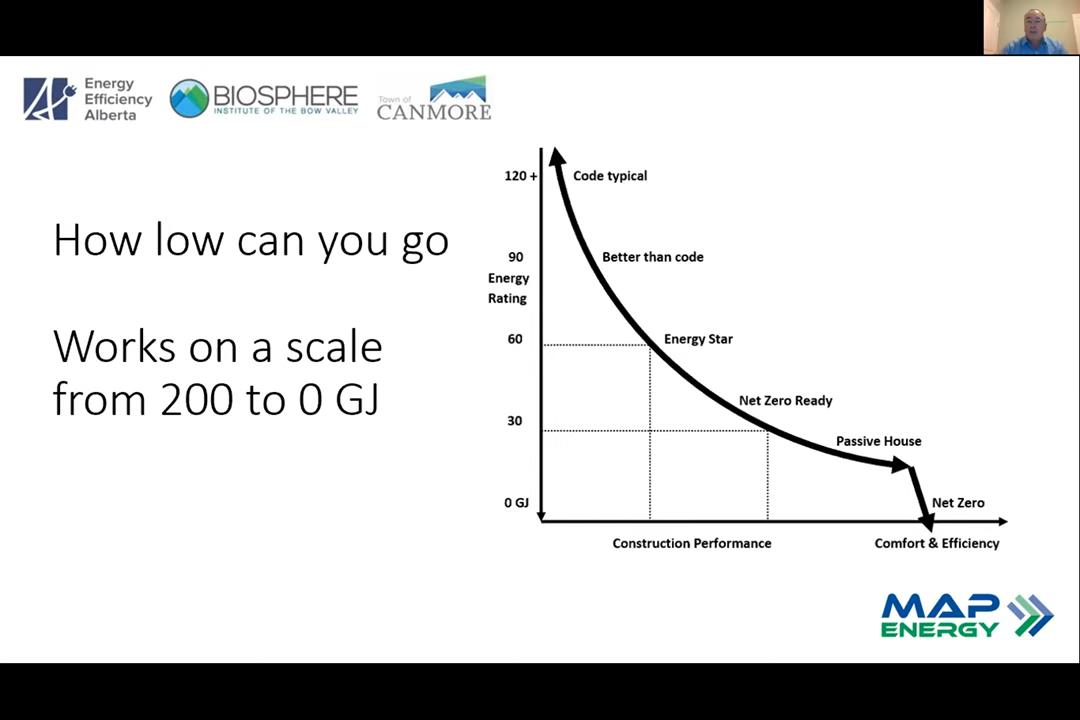 Energy
Efficiency
Alberta
BIOSPHERE
INSTITUTE OF THE BOW VALLEY
Town of
CANMORE
How low can you go
Works on a scale
from 200 to 0 GJ
120 +
Code typical
90
Better than code
Energy
Rating
60
Energy Star
Net Zero Ready
30
Passive House
0 GJ
Net Zero
Construction Performance
Comfort & Efficiency
MAP
ENERGY